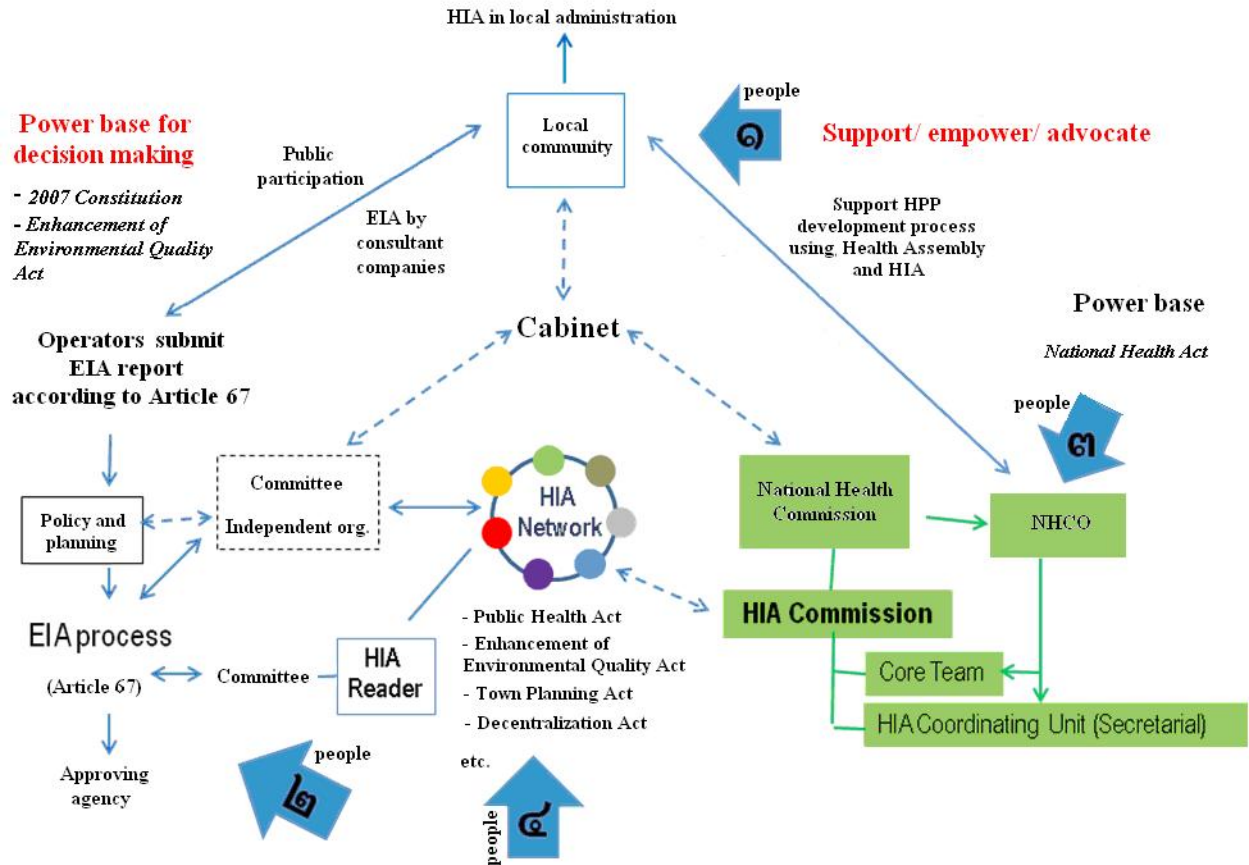 HIA in local administration
people
๑
Local
community
Power base for
decision making
- 2007 Constitution
- Enhancement of
Environmental Quality
Act
Public
participation
EIA by
consultant
companies
Support/ empower/ advocate
Support HPP
development process
using, Health Assembly
and HIA
Power base
National Health Act
people
๓
Cabinet
Operators submit
EIA report
according to Article 67
Policy and
planning
Committee
Independent org.
HIA
Network
National Health
Commission
NHCO
HIA Commission
Core Team
HIA Coordinating Unit (Secretarial)
EIA process
(Article 67)
Committee
HIA
Reader
- Public Health Act
- Enhancement of
Environmental Quality Act
- Town Planning Act
- Decentralization Act
etc.
Approving
agency
people
๒
people
๔